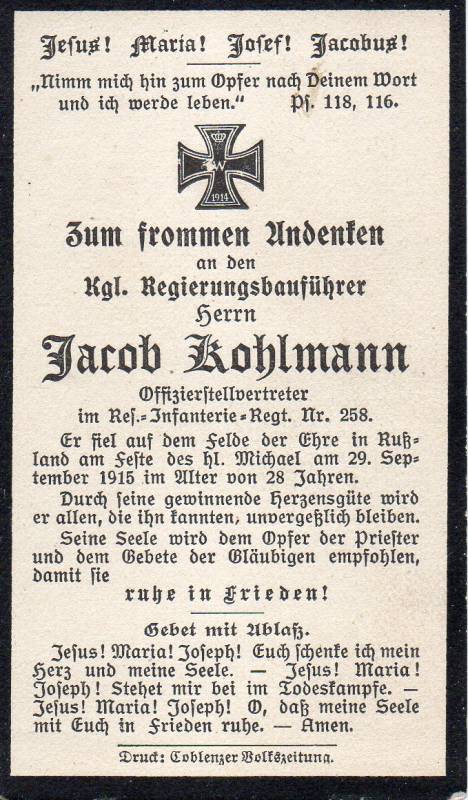 Jesus! Maria! Josef! Jacobus!
„Nimm mich hin zum Opfer nach Deinem Wort
und ich werde leben.“ Ps. 118, 116.
W
1914
Zum frommen Andenken
an den
Kgl. Regierungsbauführer
Herrn
Jacob Kohlmann
Offizierstellvertreter
im Res.-Infanterie-Regt. Nr. 258.
Er fiel auf dem Felde der Ehre in Ruß-
land am Feste des hl. Michael am 29. Sep-
tember 1915 im Alter von 28 Jahren.
Durch seine gewinnende Herzensgüte wird
er allen, die ihn kannten, unvergeßlich bleiben.
Seine Seele wird dem Opfer der Priester
und dem Gebete der Gläubigen empfohlen,
damit sie
ruhe in Frieden!
Gebet mit Ablaß.
Jesus! Maria! Joseph! Euch schenke ich mein
Herz und meine Seele. — Jesus! Maria!
Joseph! Stehet mir bei im Todeskampfe. —
Jesus! Maria! Joseph! O, daß meine Seele
mit Euch in Frieden ruhe. — Amen.
Druck: Coblenzer Volkszeitung.